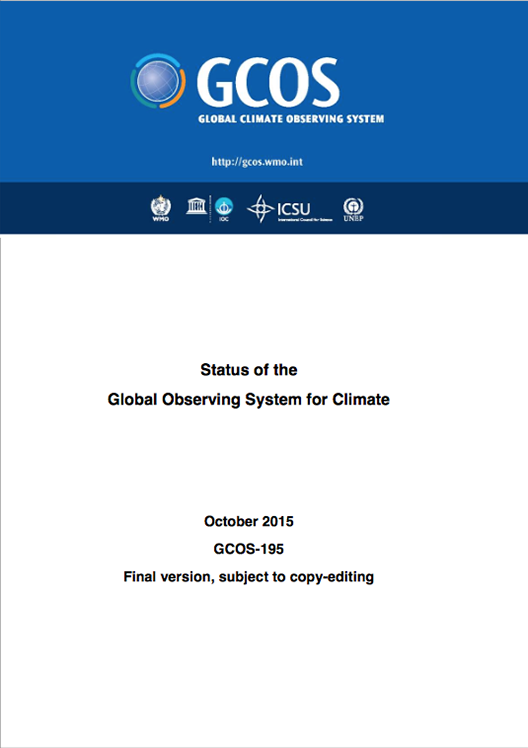 GCOS
GLOBAL CLIMATE OBSERVING SYSTEM
http://gcos.wmo.int
WMO
IOC
ICSU
International Council for Science
UNEP
Status of the
Global Observing System for Climate
October 2015
GCOS-195
Final version, subject to copy-editing